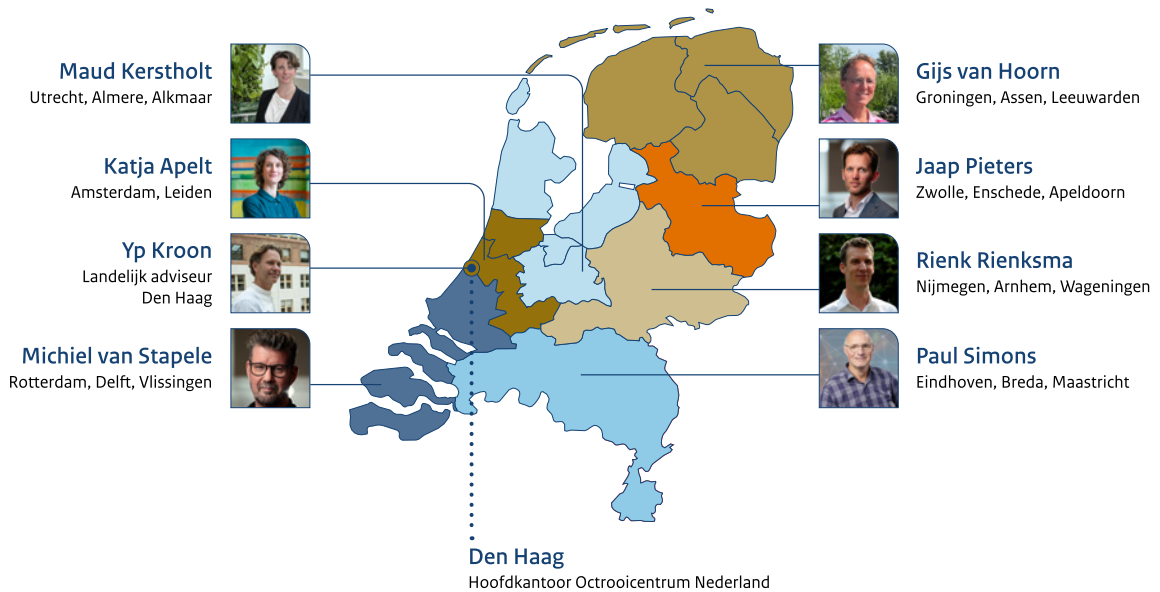 Maud Kerstholt
Utrecht, Almere, Alkmaar
Katja Apelt
Amsterdam, Leiden
Yp Kroon
Landelijk adviseur
Den Haag
Michiel van Stapele
Rotterdam, Delft, Vlissingen
Gijs van Hoorn
Groningen, Assen, Leeuwarden
Jaap Pieters
Zwolle, Enschede, Apeldoorn
Rienk Rienksma
Nijmegen, Arnhem, Wageningen
Paul Simons
Eindhoven, Breda, Maastricht
Den Haag
Hoofdkantoor Octrooicentrum Nederland